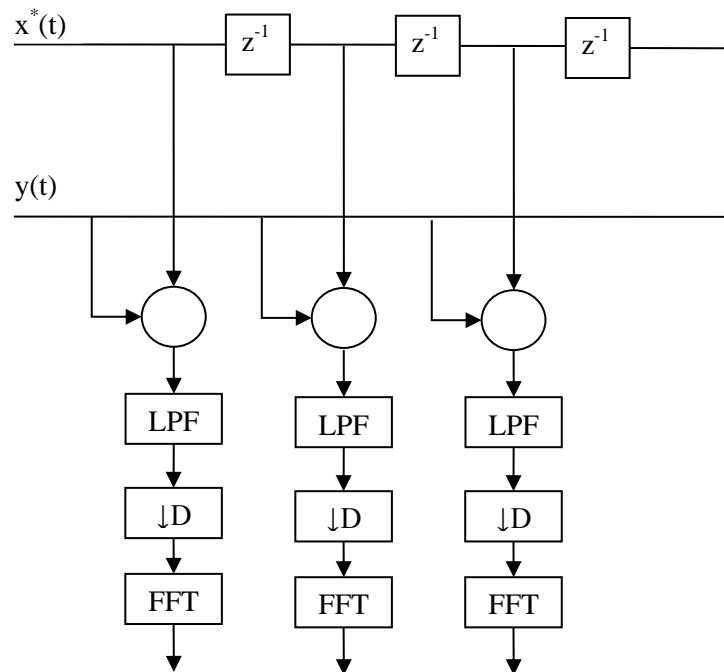 x*(t)
z⁻¹ z⁻¹ z⁻¹
y(t)
LPF LPF LPF
↓D ↓D ↓D
FFT FFT FFT